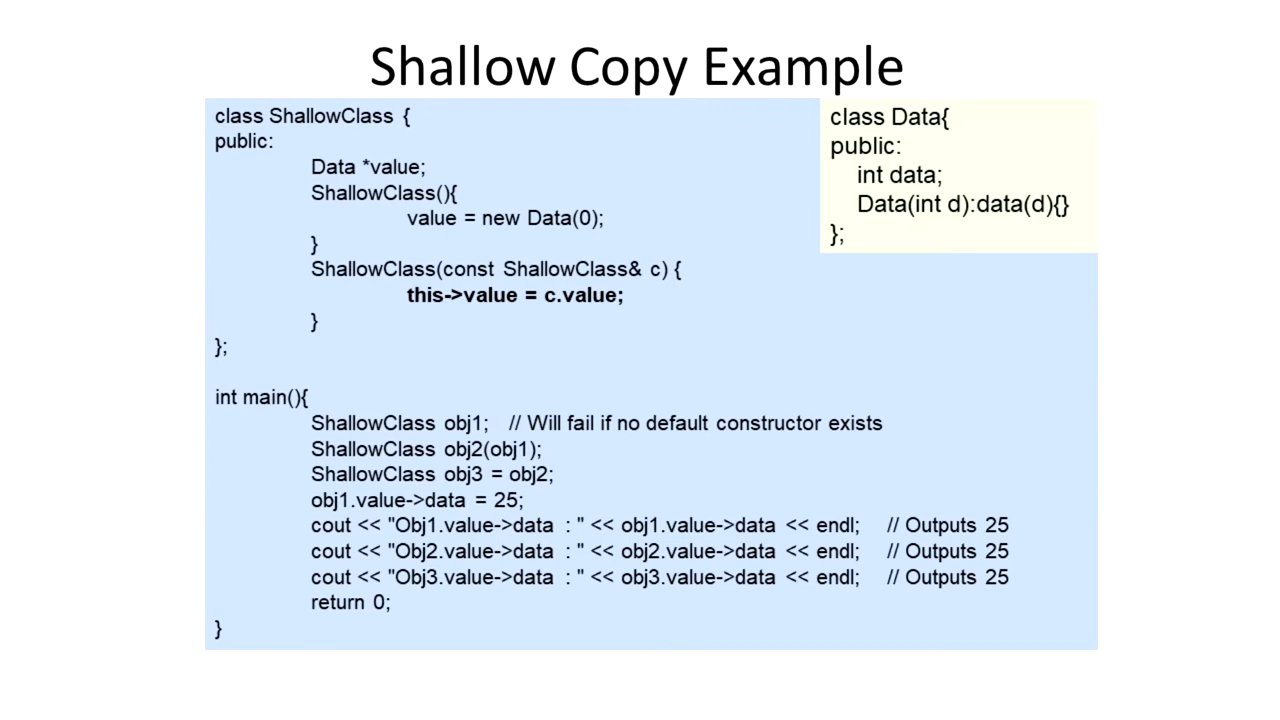 Shallow Copy Example
class ShallowClass {
public:
Data *value;
ShallowClass(){
value = new Data(0);
}
ShallowClass(const ShallowClass& c) {
this->value = c.value;
}
};
int main(){
ShallowClass obj1; // Will fail if no default constructor exists
ShallowClass obj2(obj1);
ShallowClass obj3 = obj2;
obj1.value->data = 25;
cout << "Obj1.value->data : " << obj1.value->data << endl; // Outputs 25
cout << "Obj2.value->data : " << obj2.value->data << endl; // Outputs 25
cout << "Obj3.value->data : " << obj3.value->data << endl; // Outputs 25
return 0;
}
class Data{
public:
int data;
Data(int d):data(d){}
};